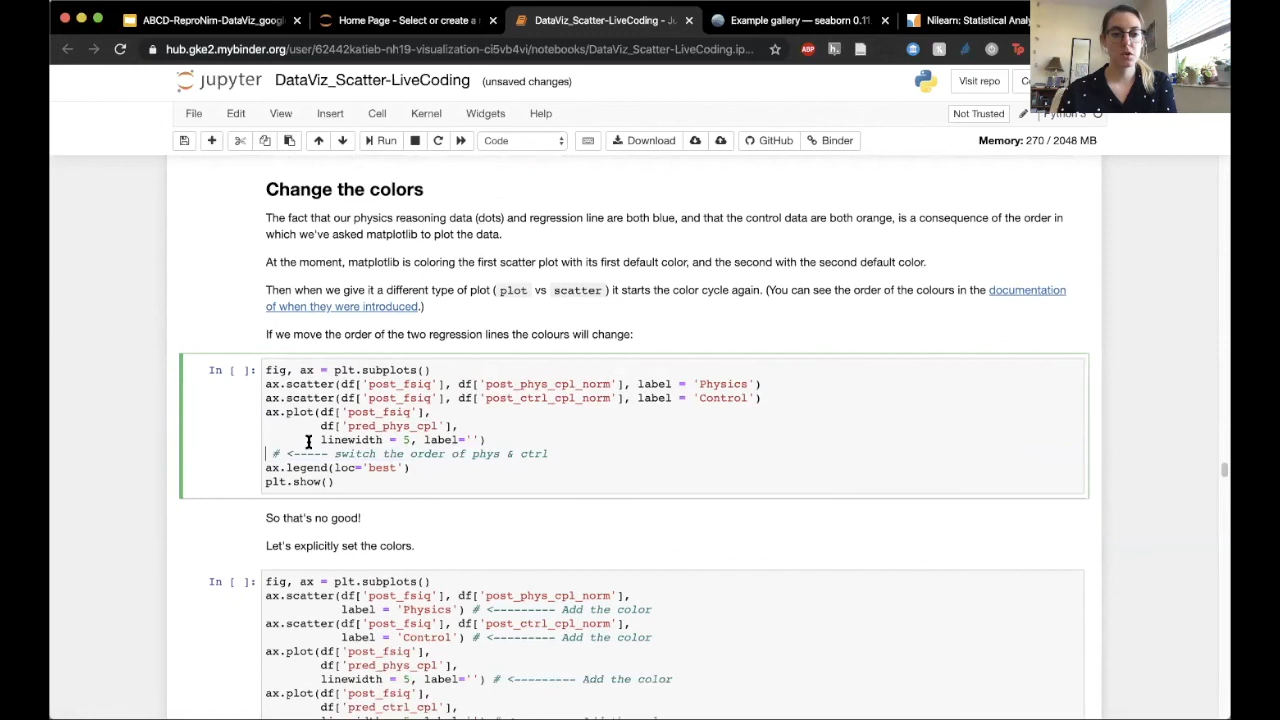 ABCD-ReproNim-DataViz_google
Home Page - Select or create a
DataViz_Scatter-LiveCoding - Ju
Example gallery — seaborn 0.11.
Nilearn: Statistical Anal
hub.gke2.mybinder.org/user/62442katieb-nh19-visualization-ci5vb4vi/notebooks/DataViz_Scatter-LiveCoding.ip...
ABP
jupyter DataViz_Scatter-LiveCoding (unsaved changes)
Visit repo
File Edit View Insert Cell Kernel Widgets Help
Not Trusted
Python 3
Run Code Download GitHub Binder
Memory: 270 / 2048 MB
Change the colors
The fact that our physics reasoning data (dots) and regression line are both blue, and that the control data are both orange, is a consequence of the order in
which we've asked matplotlib to plot the data.
At the moment, matplotlib is coloring the first scatter plot with its first default color, and the second with the second default color.
Then when we give it a different type of plot ( plot vs scatter ) it starts the color cycle again. (You can see the order of the colours in the documentation
of when they were introduced.)
If we move the order of the two regression lines the colours will change:
In [ ]: fig, ax = plt.subplots()
ax.scatter(df['post_fsiq'], df['post_phys_cpl_norm'], label = 'Physics')
ax.scatter(df['post_fsiq'], df['post_ctrl_cpl_norm'], label = 'Control')
ax.plot(df['post_fsiq'],
df['pred_phys_cpl'],
linewidth = 5, label='')
# <----- switch the order of phys & ctrl
ax.legend(loc='best')
plt.show()
So that's no good!
Let's explicitly set the colors.
In [ ]: fig, ax = plt.subplots()
ax.scatter(df['post_fsiq'], df['post_phys_cpl_norm'],
label = 'Physics') # <--------- Add the color
ax.scatter(df['post_fsiq'], df['post_ctrl_cpl_norm'],
label = 'Control') # <--------- Add the color
ax.plot(df['post_fsiq'],
df['pred_phys_cpl'],
linewidth = 5, label='') # <--------- Add the color
ax.plot(df['post_fsiq'],
df['pred_ctrl_cpl'],